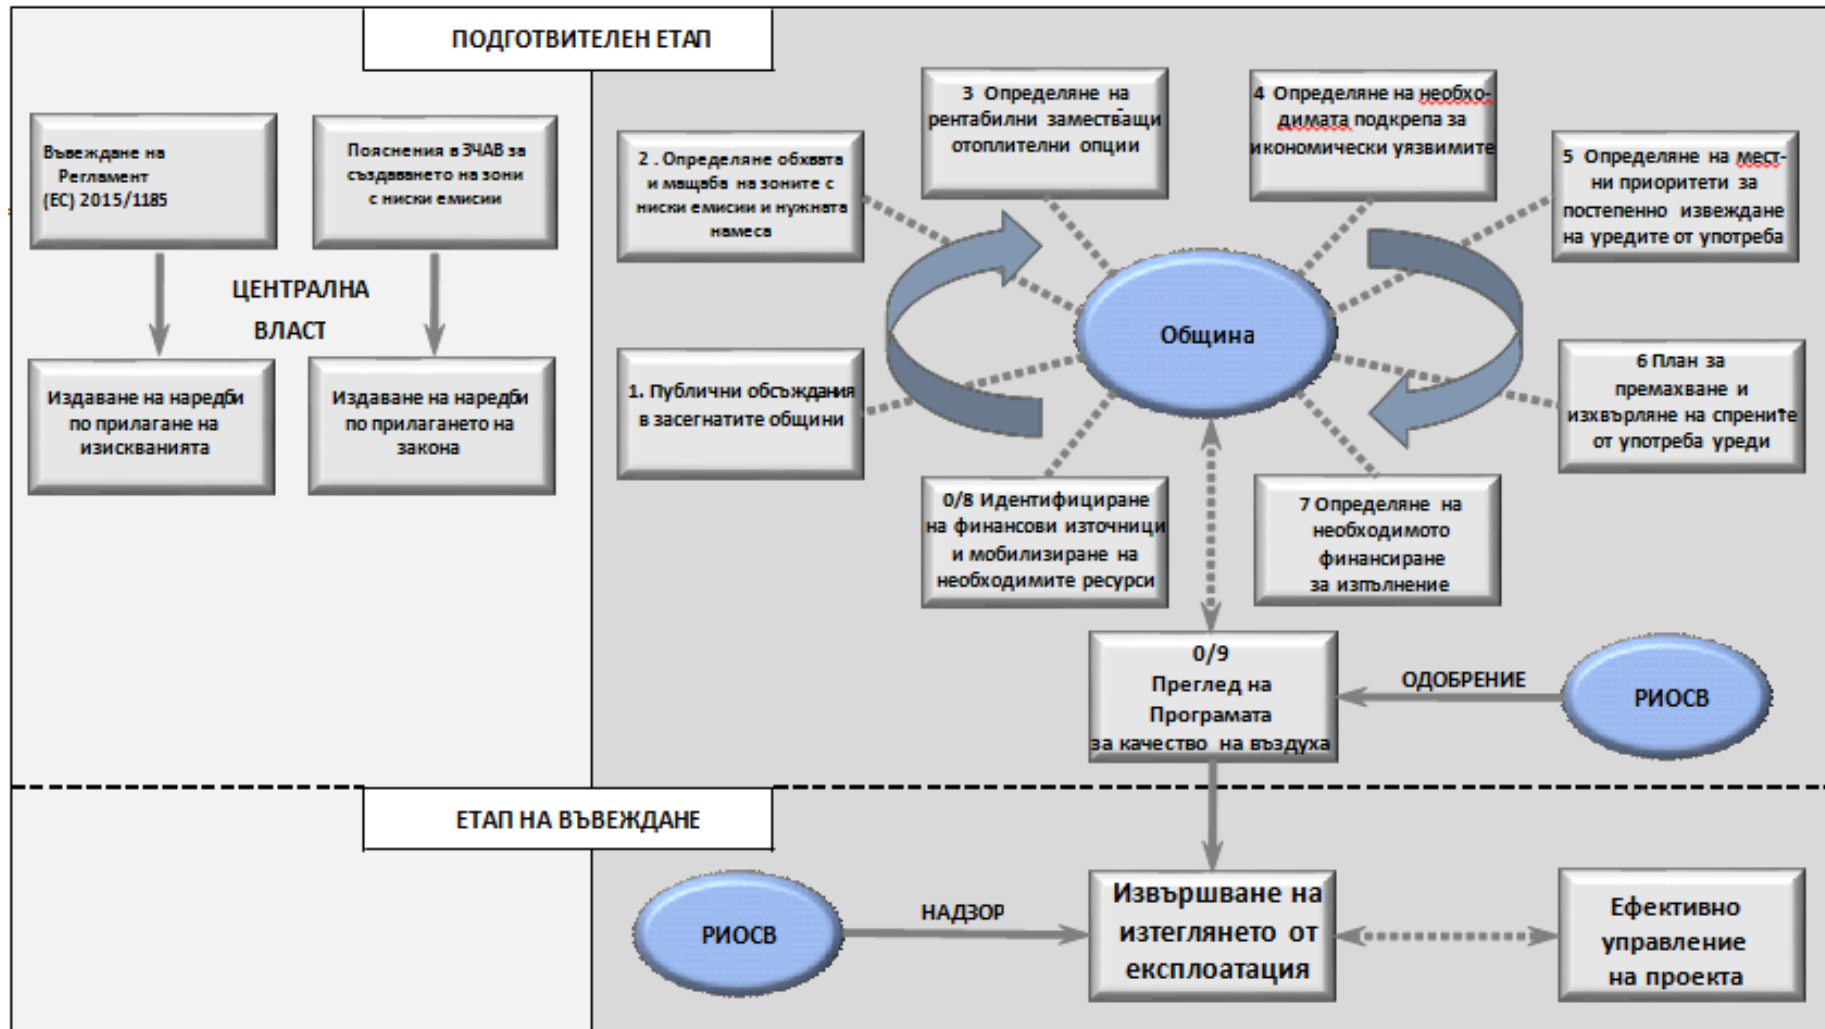 ПОДГОТВИТЕЛЕН ЕТАП
Въвеждане на
Регламент
(ЕС) 2015/1185
Пояснения в ЗЧАВ за
създаването на зони
с ниски емисии
ЦЕНТРАЛНА
ВЛАСТ
Издаване на наредби
по прилагане на
изискванията
Издаване на наредби
по прилагането на
закона
1. Публични обсъждания
в засегнатите общини
2 . Определяне обхвата
и мащаба на зоните с
ниски емисии и нужната
намеса
3 Определяне на
рентабилни заместващи
отоплителни опции
4 Определяне на необхо-
димата подкрепа за
икономически уязвимите
5 Определяне на мест-
ни приоритети за
постепенно извеждане
на уредите от употреба
Община
6 План за
премахване и
изхвърляне на спрените
от употреба уреди
7 Определяне на
необходимото
финансиране
за изпълнение
0/8 Идентифициране
на финансови източници
и мобилизиране на
необходимите ресурси
0/9
Преглед на
Програмата
за качество на въздуха
ОДОБРЕНИЕ
РИОСВ
ЕТАП НА ВЪВЕЖДАНЕ
РИОСВ
НАДЗОР
Извършване на
изтеглянето от
експлоатация
Ефективно
управление
на проекта